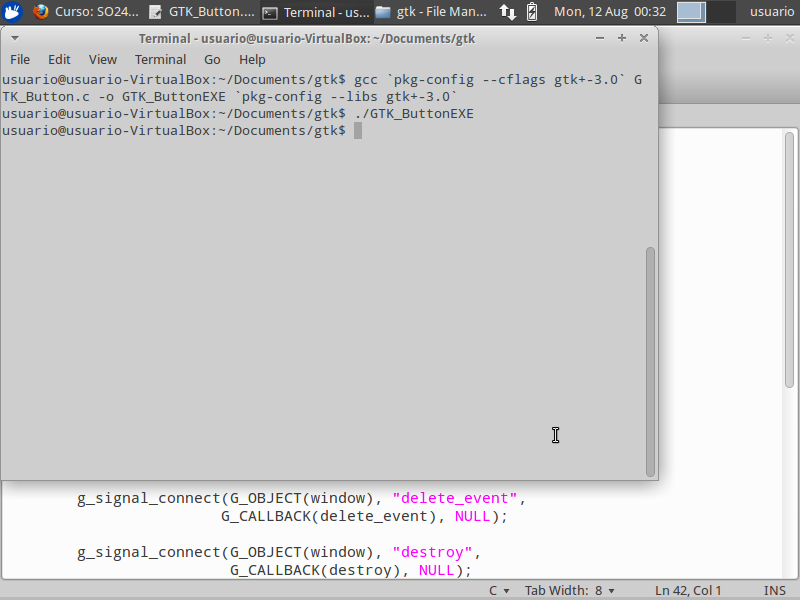 Curso: SO24...
GTK_Button....
Terminal - us...
gtk - File Man...
Mon, 12 Aug 00:32
usuario
Terminal - usuario@usuario-VirtualBox: ~/Documents/gtk
File Edit View Terminal Go Help
usuario@usuario-VirtualBox:~/Documents/gtk$ gcc `pkg-config --cflags gtk+-3.0` G
TK_Button.c -o GTK_ButtonEXE `pkg-config --libs gtk+-3.0`
usuario@usuario-VirtualBox:~/Documents/gtk$ ./GTK_ButtonEXE
usuario@usuario-VirtualBox:~/Documents/gtk$
g_signal_connect(G_OBJECT(window), "delete_event",
G_CALLBACK(delete_event), NULL);
g_signal_connect(G_OBJECT(window), "destroy",
G_CALLBACK(destroy), NULL);
C Tab Width: 8 Ln 42, Col 1 INS